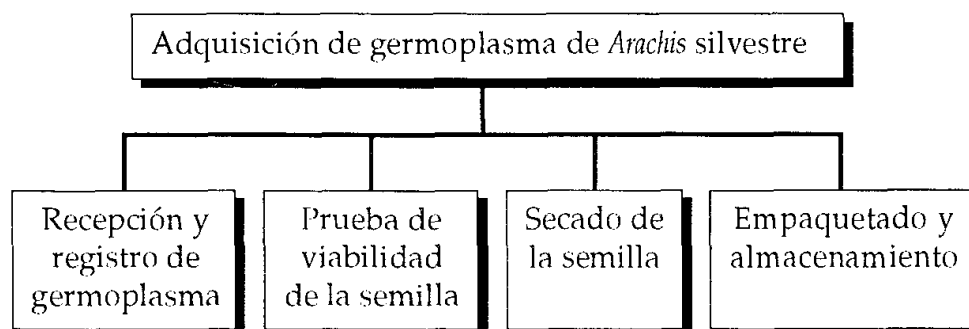 Adquisición de germoplasma de Arachis silvestre
Recepción y
registro de
germoplasma
Prueba de
viabilidad
de la semilla
Secado de
la semilla
Empaquetado y
almacenamiento